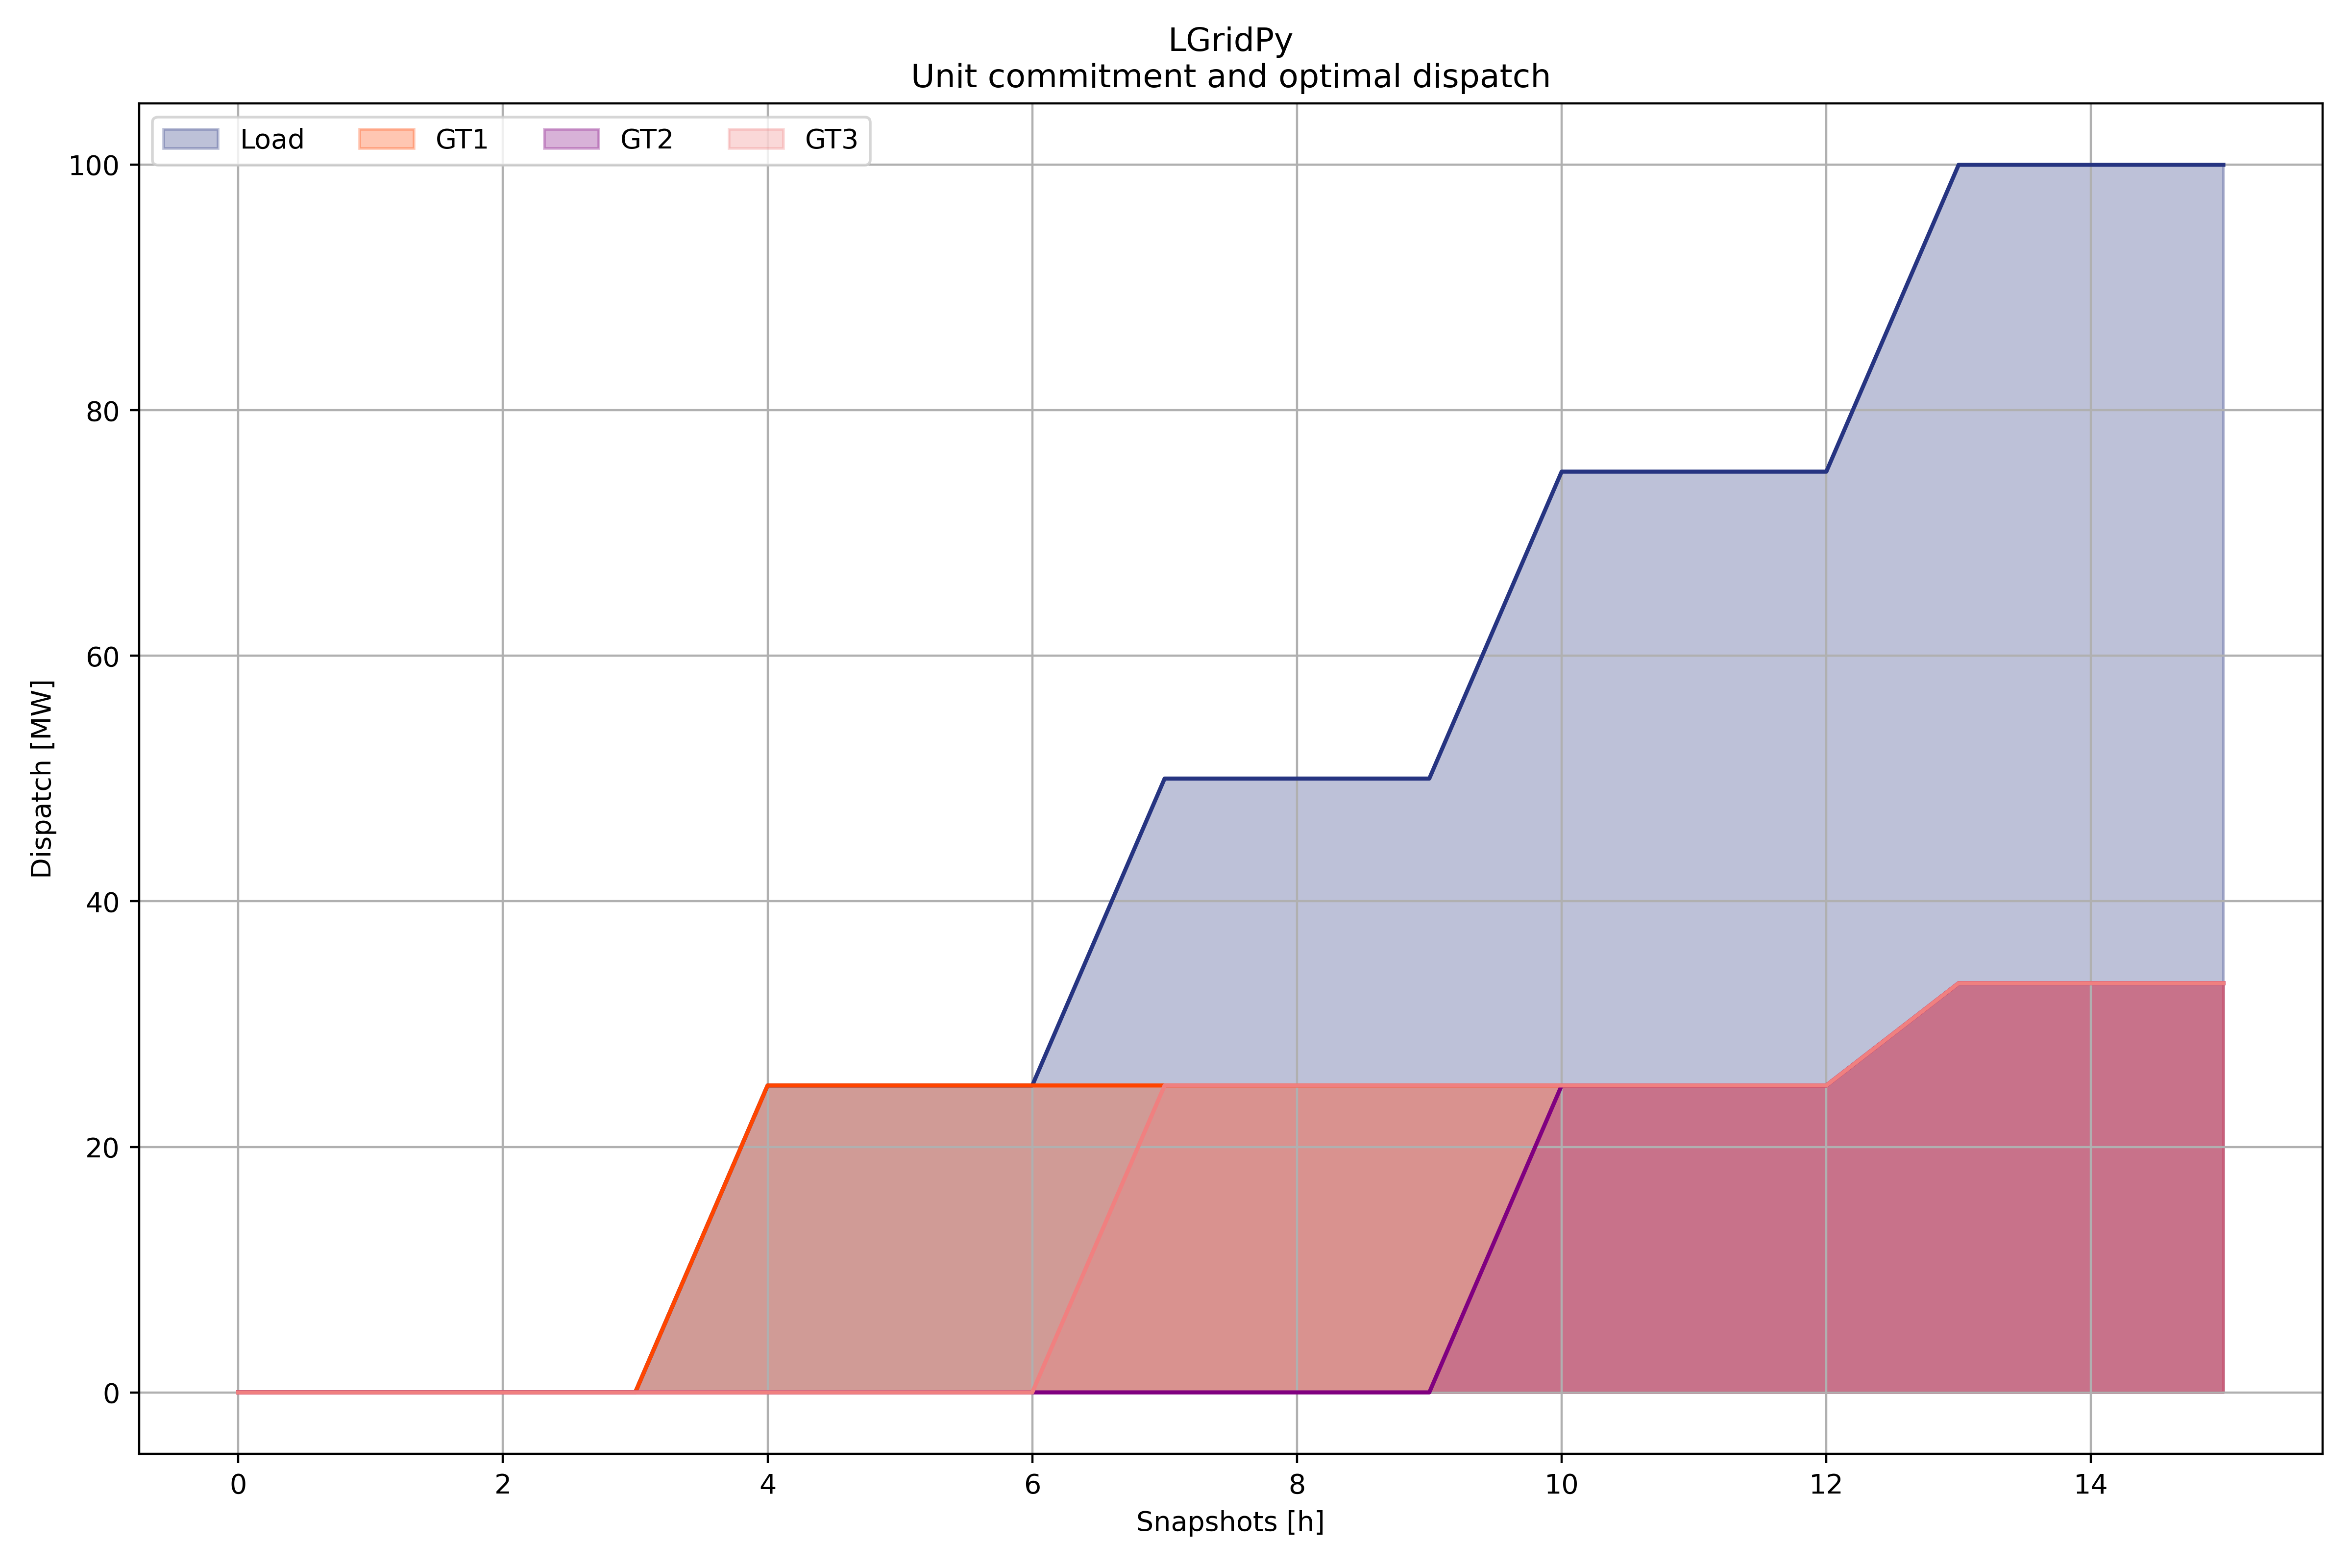 LGridPy
Unit commitment and optimal dispatch
Load GT1 GT2 GT3
100
80
60
40
20
0
Dispatch [MW]
0 2 4 6 8 10 12 14
Snapshots [h]